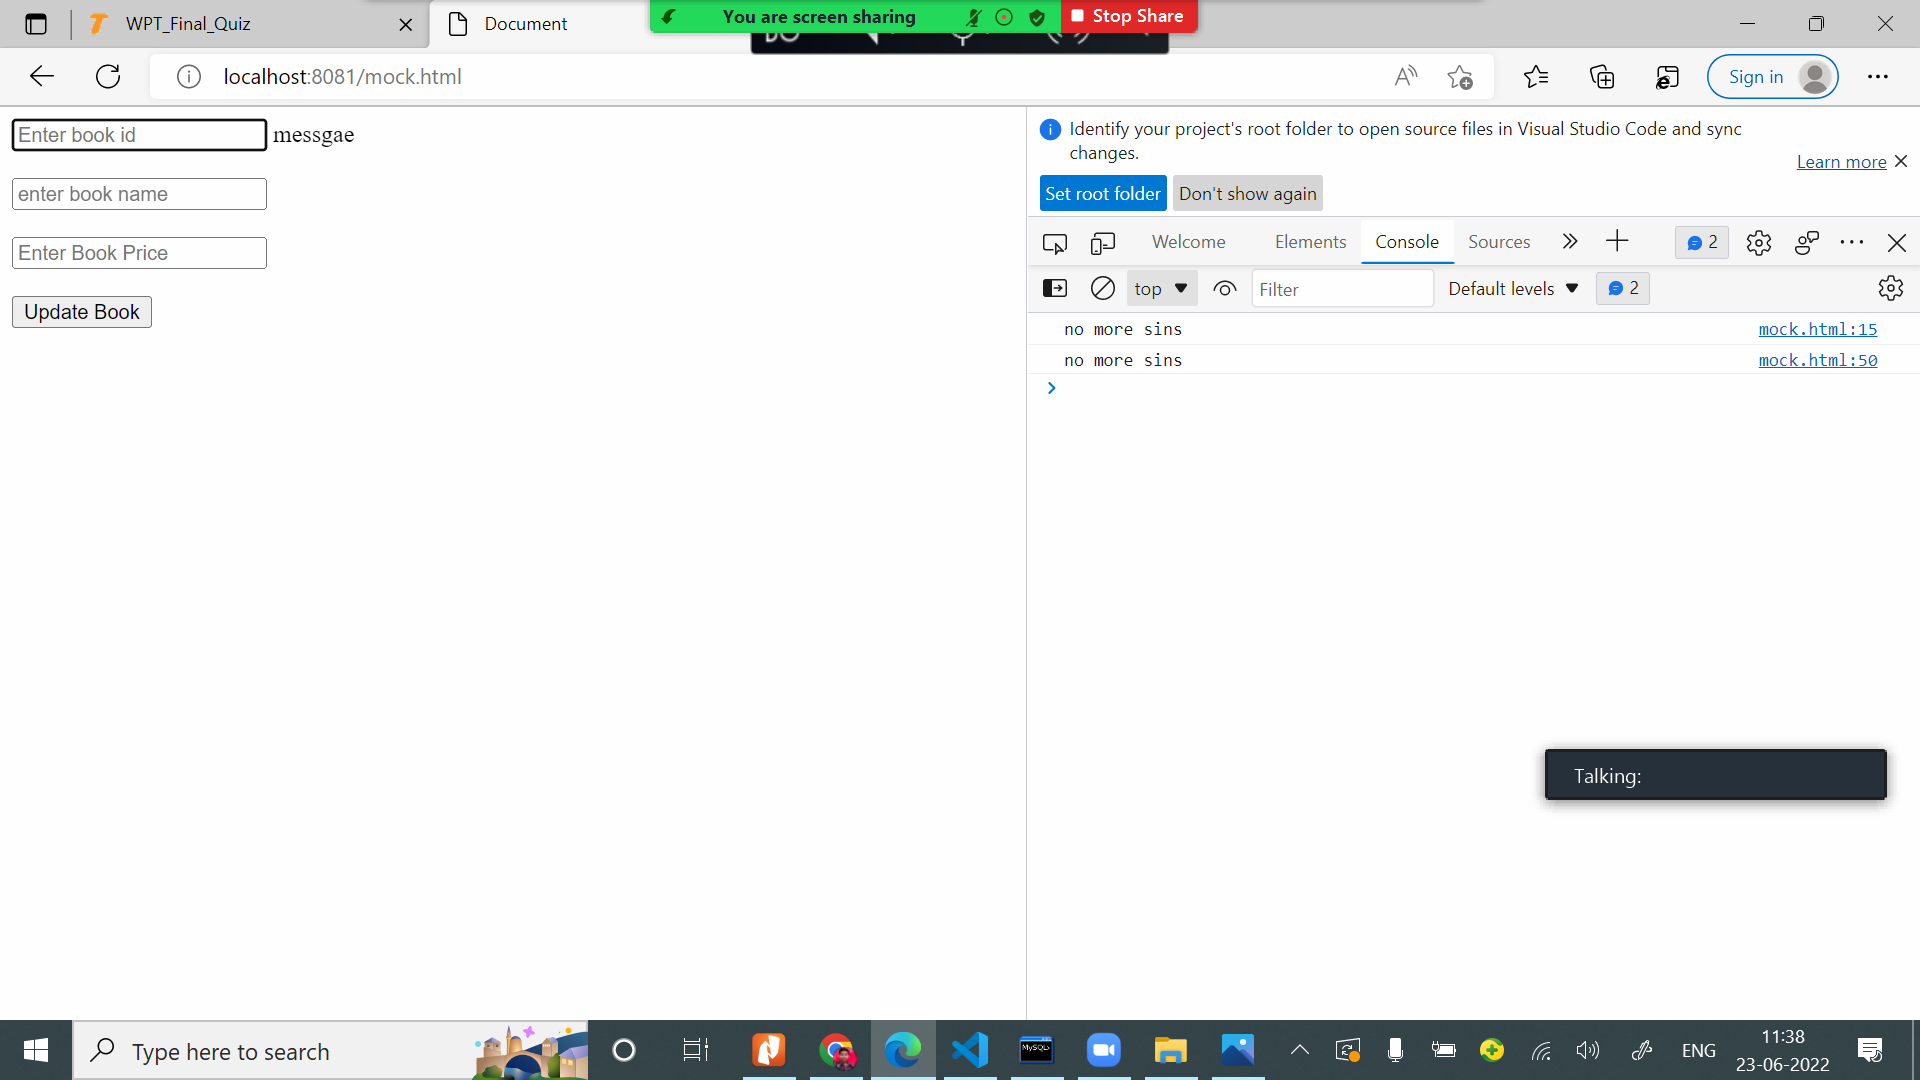 WPT_Final_Quiz
Document
You are screen sharing
Stop Share
localhost:8081/mock.html
Sign in
Enter book id messgae
enter book name
Enter Book Price
Update Book
Identify your project's root folder to open source files in Visual Studio Code and sync
changes.
Learn more
Set root folder Don't show again
Welcome Elements Console Sources 2
top Filter Default levels 2
no more sins mock.html:15
no more sins mock.html:50
Talking:
Type here to search
MySQL
ENG
11:38
23-06-2022